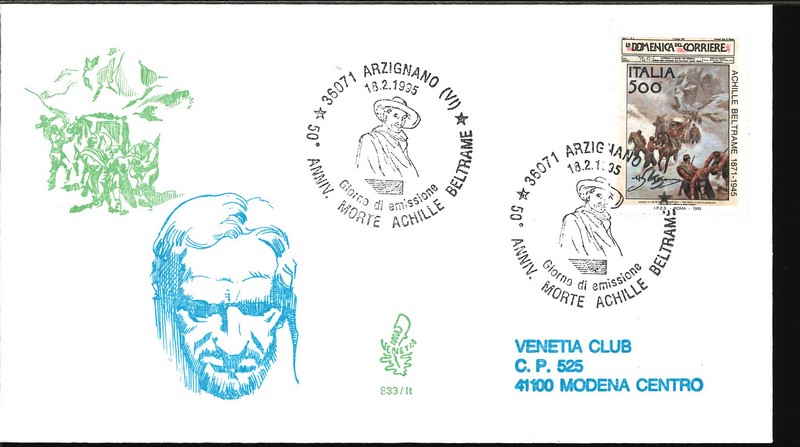 36071 ARZIGNANO (VI)
18.2.1995
Giorno di emissione
50° ANNIV. MORTE ACHILLE BELTRAME
LA DOMENICA DEL CORRIERE
ITALIA
500
ACHILLE BELTRAME 1871-1945
I.P.Z.S. - ROMA - 1995
36071 ARZIGNANO
18.2.1995
Giorno di emissione
50° ANNIV. MORTE ACHILLE BELTRAME
VENETIA
833/It
VENETIA CLUB
C. P. 525
41100 MODENA CENTRO